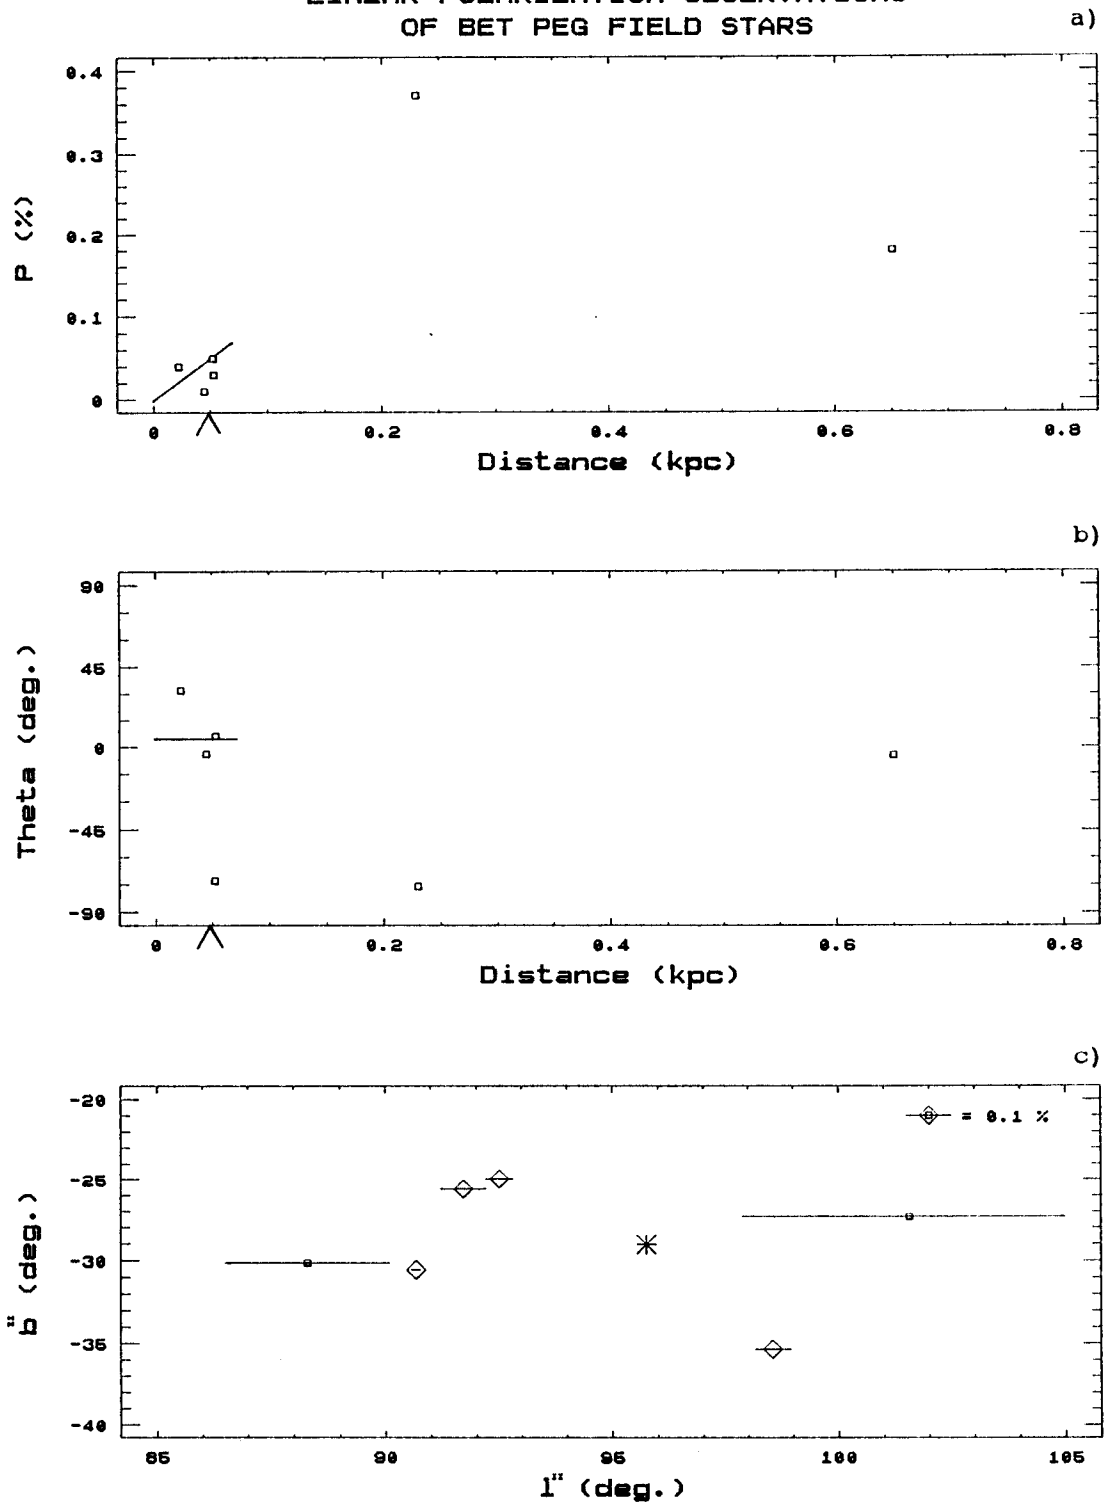 OF BET PEG FIELD STARS
a)
0.4
0.3
0.2
0.1
0
P (%)
0 0.2 0.4 0.6 0.8
Distance (kpc)
b)
90
45
0
-45
-90
Theta (deg.)
0 0.2 0.4 0.6 0.8
Distance (kpc)
c)
= 0.1 %
-20
-25
-30
-35
-40
b" (deg.)
85 90 95 100 105
l" (deg.)